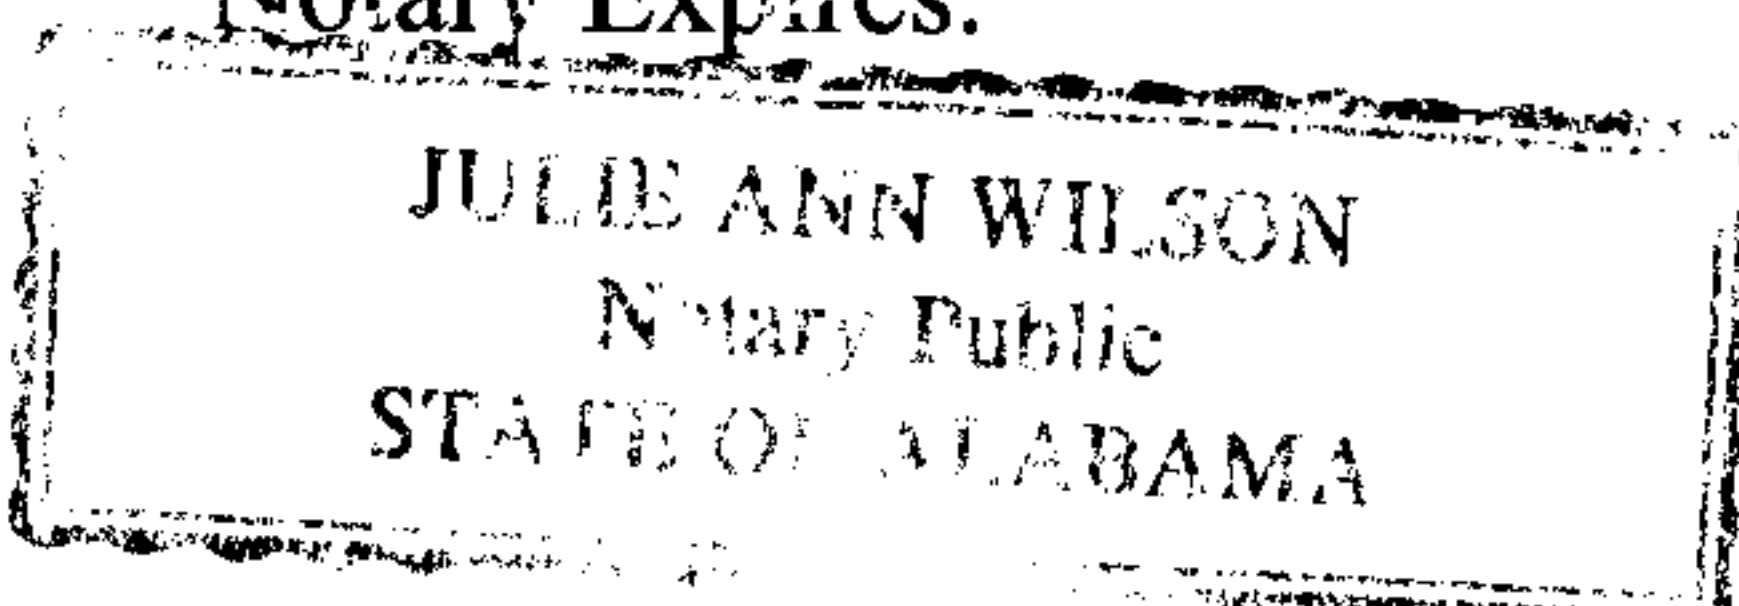 Notary Expires:
JULIE ANN WILSON
Notary Public
STATE OF ALABAMA